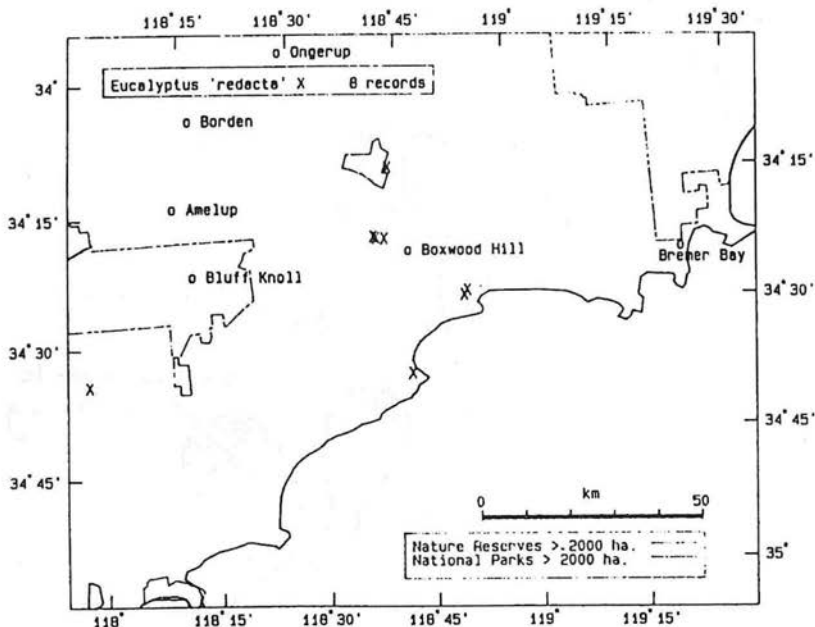 118° 15' 118° 30' 118° 45' 119° 119° 15' 119° 30'
o Ongerup
Eucalyptus 'redacta' X 8 records
34°
o Borden
34° 15'
X
34° 15'
o Amelup
X X
o Boxwood Hill
Bremer Bay
o Bluff Knoll
34° 30'
X
X
34° 30'
X
X
34° 45'
34° 45'
km
0 50
Nature Reserves > 2000 ha.
National Parks > 2000 ha.
35°
118° 118° 15' 118° 30' 118° 45' 119° 119° 15'